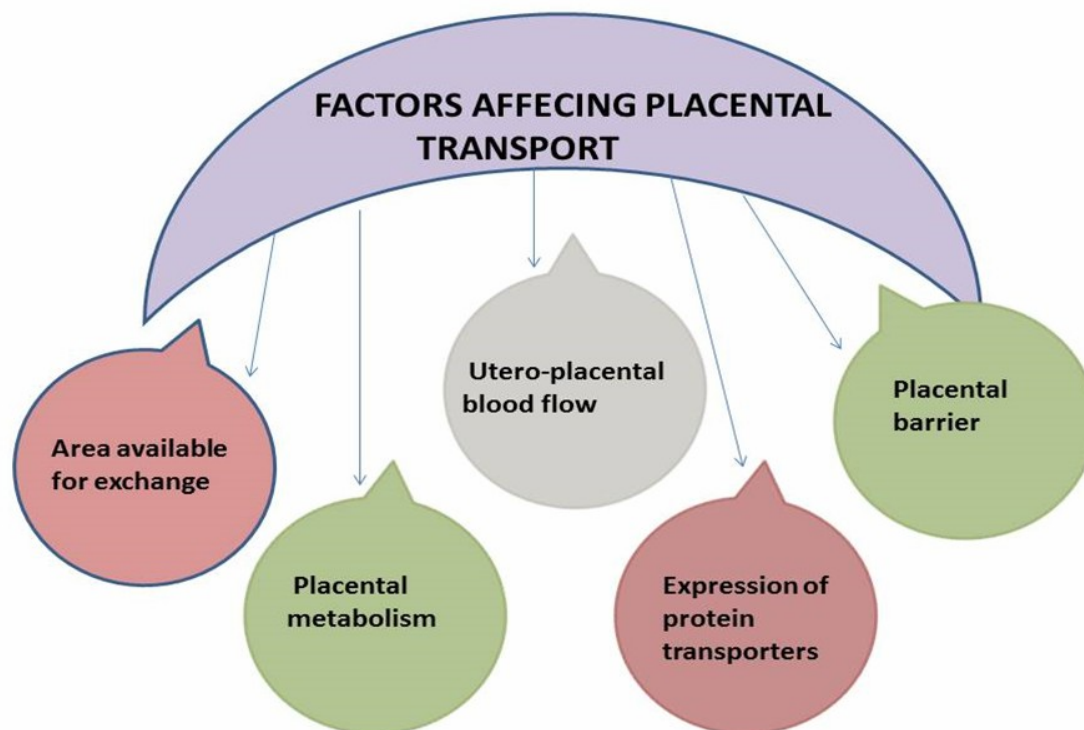 FACTORS AFFECING PLACENTAL
TRANSPORT
Area available
for exchange
Placental
metabolism
Utero-placental
blood flow
Expression of
protein
transporters
Placental
barrier